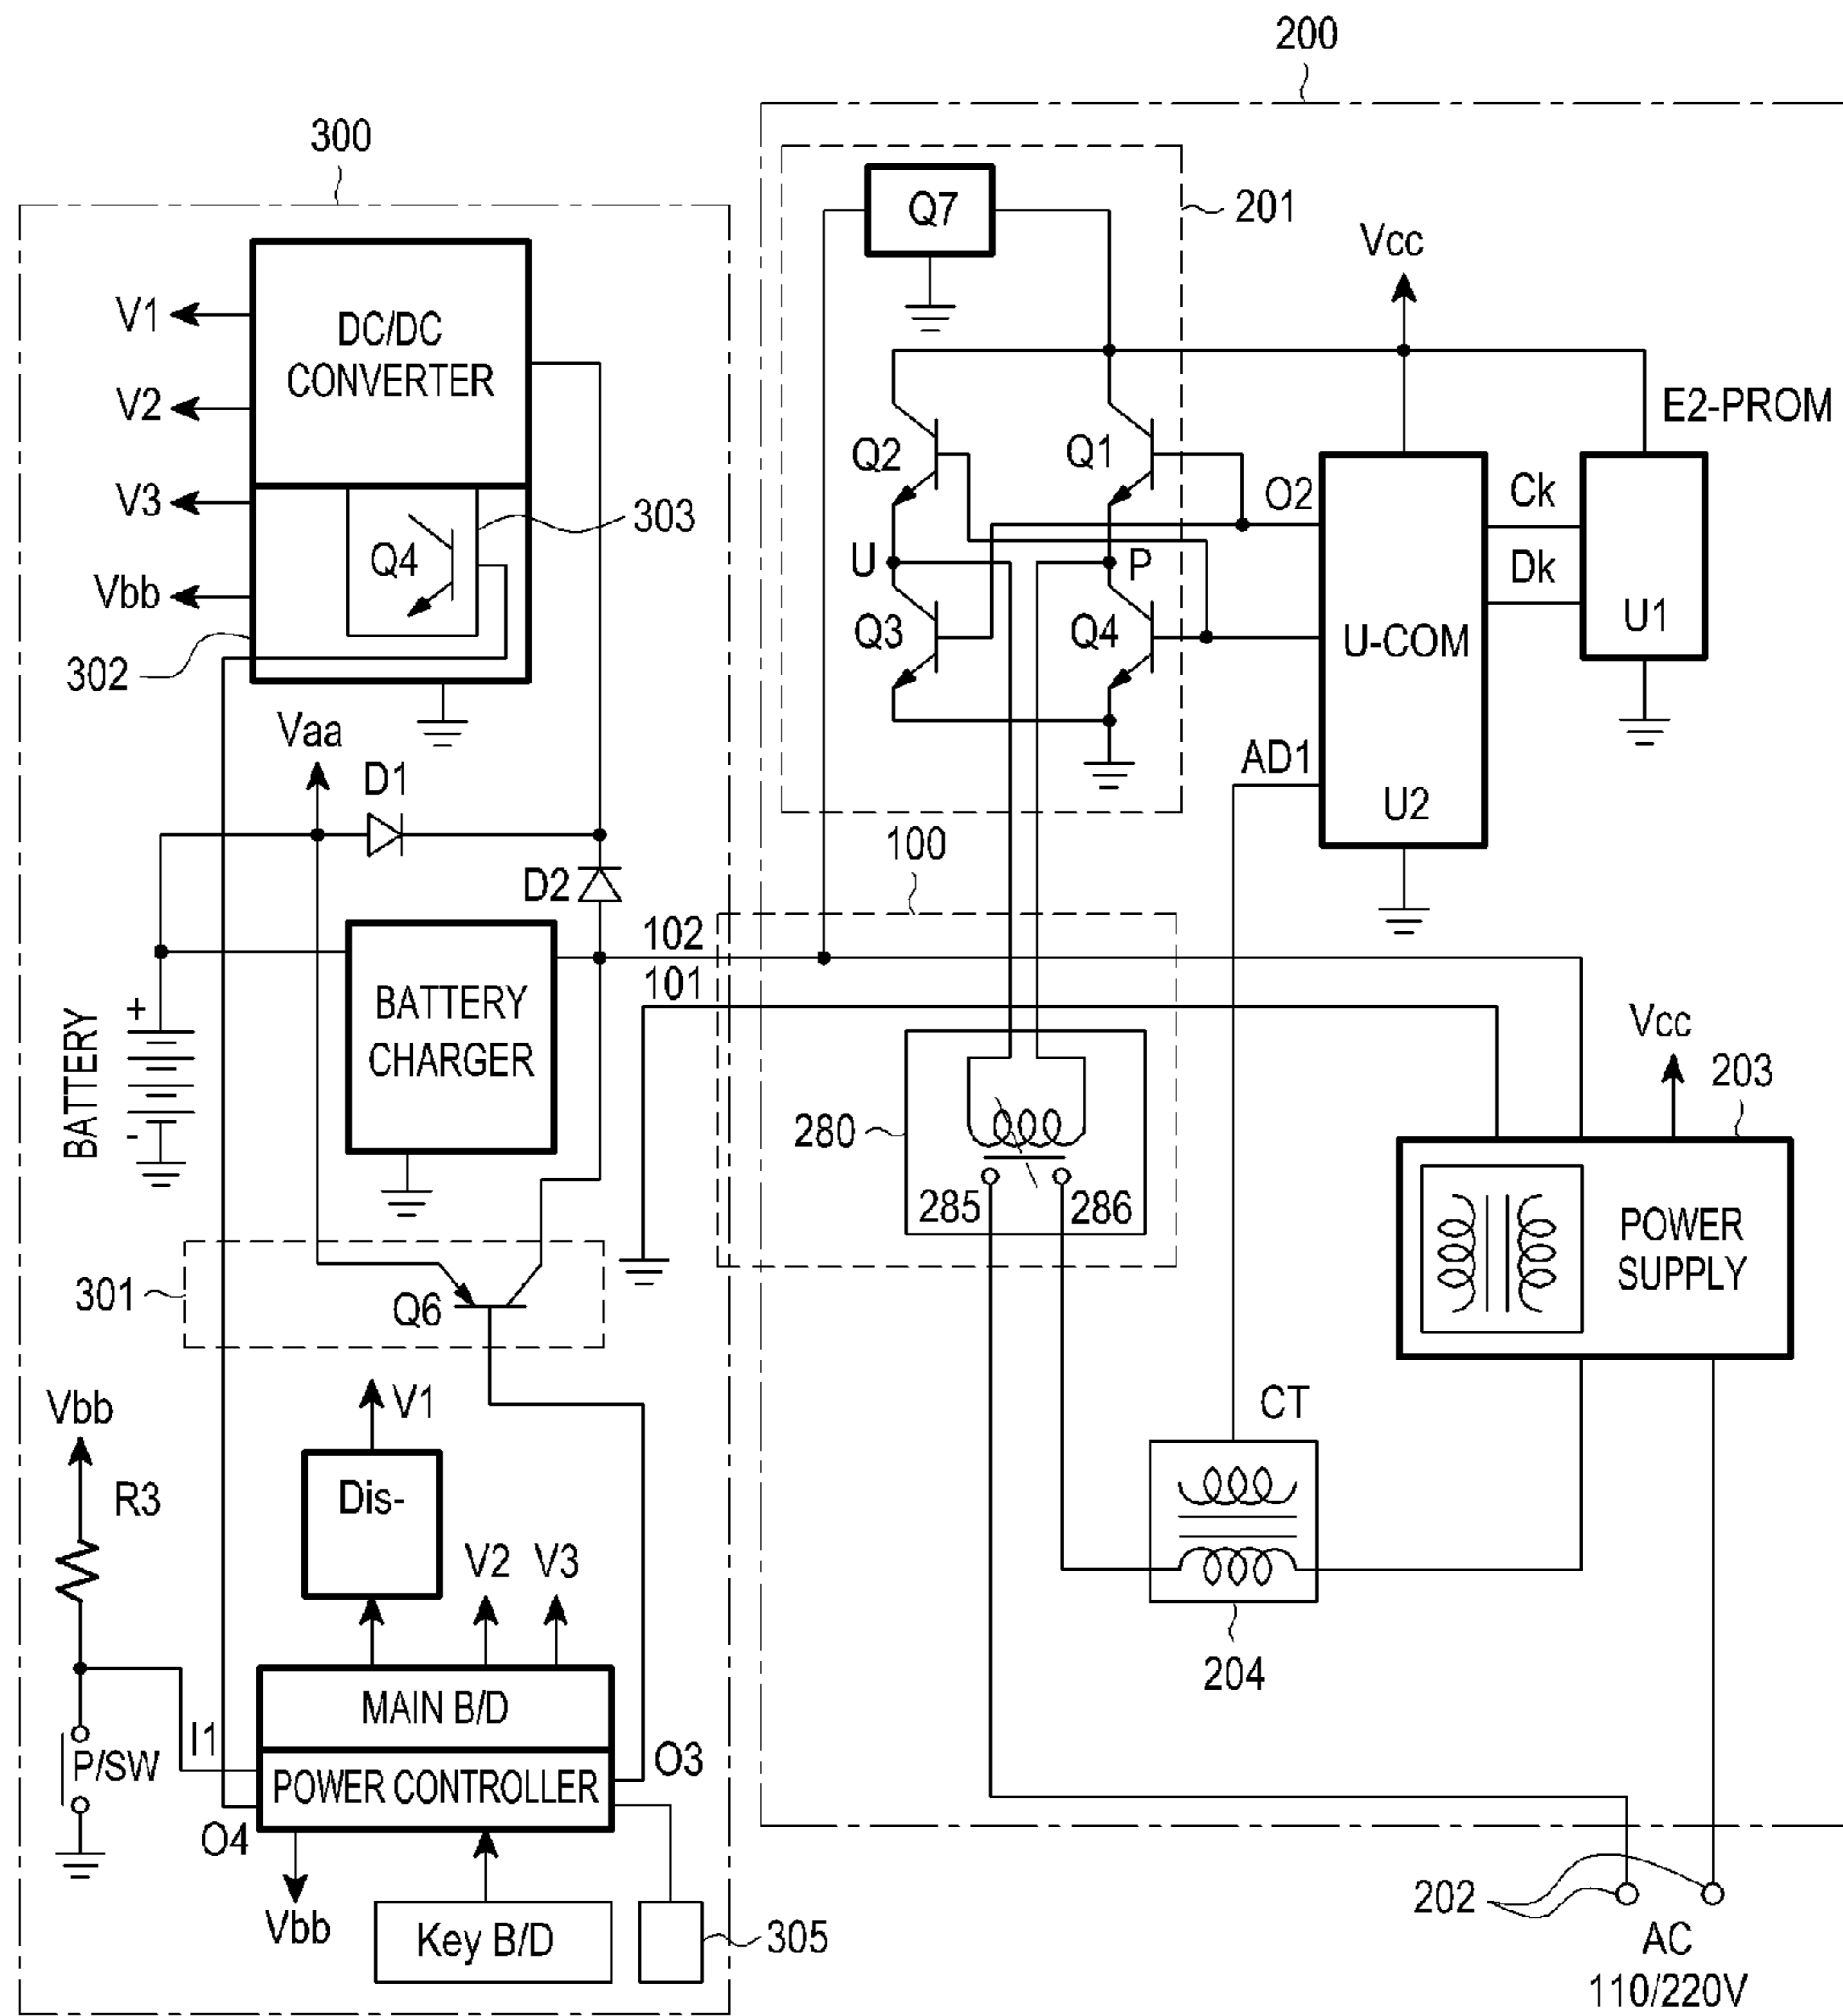 200
300
Q7
201
Vcc
V1
DC/DC
CONVERTER
V2
E2-PROM
Q2
Q1
O2
Ck
V3
303
Q4
U
P
Dk
Vbb
Q3
Q4
U-COM
U1
302
Vaa
D1
AD1
U2
100
D2
102
101
BATTERY
CHARGER
BATTERY
+
-
Vcc
203
280
285
286
POWER
SUPPLY
301
Q6
Vbb
V1
CT
R3
Dis-
V2
V3
204
MAIN B/D
I1
P/SW
O3
POWER CONTROLLER
O4
Vbb
Key B/D
305
202
AC
110/220V